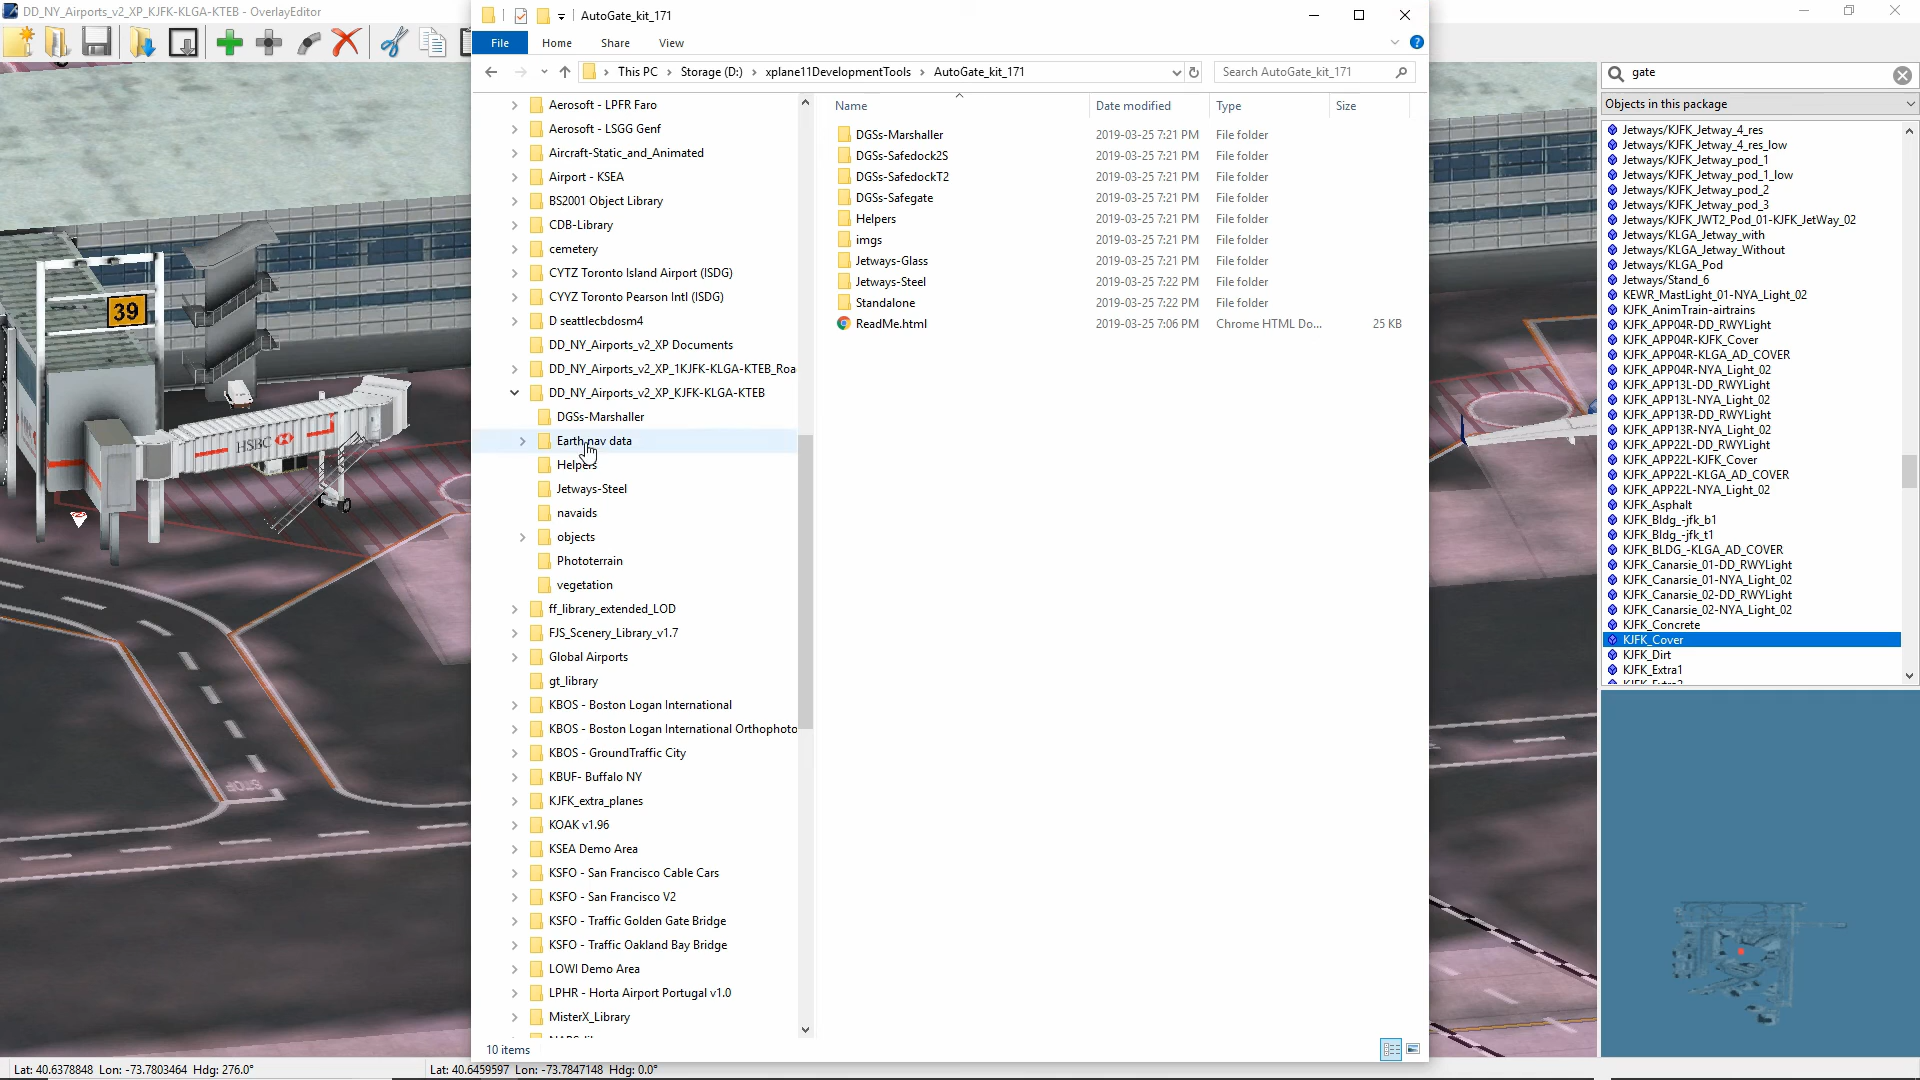 DD_NY_Airports_v2_XP_KJFK-KLGA-KTEB - OverlayEditor
AutoGate_kit_171
File
Home
Share
View
This PC
Storage (D:)
xplane11DevelopmentTools
AutoGate_kit_171
Search AutoGate_kit_171
Aerosoft - LPFR Faro
Aerosoft - LSGG Genf
Aircraft-Static_and_Animated
Airport - KSEA
BS2001 Object Library
CDB-Library
cemetery
CYTZ Toronto Island Airport (ISDG)
CYYZ Toronto Pearson Intl (ISDG)
D seattlecbdosm4
DD_NY_Airports_v2_XP Documents
DD_NY_Airports_v2_XP_1KJFK-KLGA-KTEB_Roa
DD_NY_Airports_v2_XP_KJFK-KLGA-KTEB
DGSs-Marshaller
Earth nav data
Helpers
Jetways-Steel
navaids
objects
Phototerrain
vegetation
ff_library_extended_LOD
FJS_Scenery_Library_v1.7
Global Airports
gt_library
KBOS - Boston Logan International
KBOS - Boston Logan International Orthophoto
KBOS - GroundTraffic City
KBUF- Buffalo NY
KJFK_extra_planes
KOAK v1.96
KSEA Demo Area
KSFO - San Francisco Cable Cars
KSFO - San Francisco V2
KSFO - Traffic Golden Gate Bridge
KSFO - Traffic Oakland Bay Bridge
LOWI Demo Area
LPHR - Horta Airport Portugal v1.0
MisterX_Library
10 items
Name Date modified Type Size
DGSs-Marshaller 2019-03-25 7:21 PM File folder
DGSs-Safedock2S 2019-03-25 7:21 PM File folder
DGSs-SafedockT2 2019-03-25 7:21 PM File folder
DGSs-Safegate 2019-03-25 7:21 PM File folder
Helpers 2019-03-25 7:21 PM File folder
imgs 2019-03-25 7:21 PM File folder
Jetways-Glass 2019-03-25 7:21 PM File folder
Jetways-Steel 2019-03-25 7:22 PM File folder
Standalone 2019-03-25 7:22 PM File folder
ReadMe.html 2019-03-25 7:06 PM Chrome HTML Do... 25 KB
gate
Objects in this package
Jetways/KJFK_Jetway_4_res
Jetways/KJFK_Jetway_4_res_low
Jetways/KJFK_Jetway_pod_1
Jetways/KJFK_Jetway_pod_1_low
Jetways/KJFK_Jetway_pod_2
Jetways/KJFK_Jetway_pod_3
Jetways/KJFK_JWT2_Pod_01-KJFK_JetWay_02
Jetways/KLGA_Jetway_with
Jetways/KLGA_Jetway_Without
Jetways/KLGA_Pod
Jetways/Stand_6
KEWR_MastLight_01-NYA_Light_02
KJFK_AnimTrain-airtrains
KJFK_APP04R-DD_RWYLight
KJFK_APP04R-KJFK_Cover
KJFK_APP04R-KLGA_AD_COVER
KJFK_APP04R-NYA_Light_02
KJFK_APP13L-DD_RWYLight
KJFK_APP13L-NYA_Light_02
KJFK_APP13R-DD_RWYLight
KJFK_APP13R-NYA_Light_02
KJFK_APP22L-DD_RWYLight
KJFK_APP22L-KJFK_Cover
KJFK_APP22L-KLGA_AD_COVER
KJFK_APP22L-NYA_Light_02
KJFK_Asphalt
KJFK_Bldg_-jfk_b1
KJFK_Bldg_-jfk_t1
KJFK_BLDG_-KLGA_AD_COVER
KJFK_Canarsie_01-DD_RWYLight
KJFK_Canarsie_01-NYA_Light_02
KJFK_Canarsie_02-DD_RWYLight
KJFK_Canarsie_02-NYA_Light_02
KJFK_Concrete
KJFK_Cover
KJFK_Dirt
KJFK_Extra1
39
HSBC
STOP
Lat: 40.6378848 Lon: -73.7803464 Hdg: 276.0°
Lat: 40.6459597 Lon: -73.7847148 Hdg: 0.0°